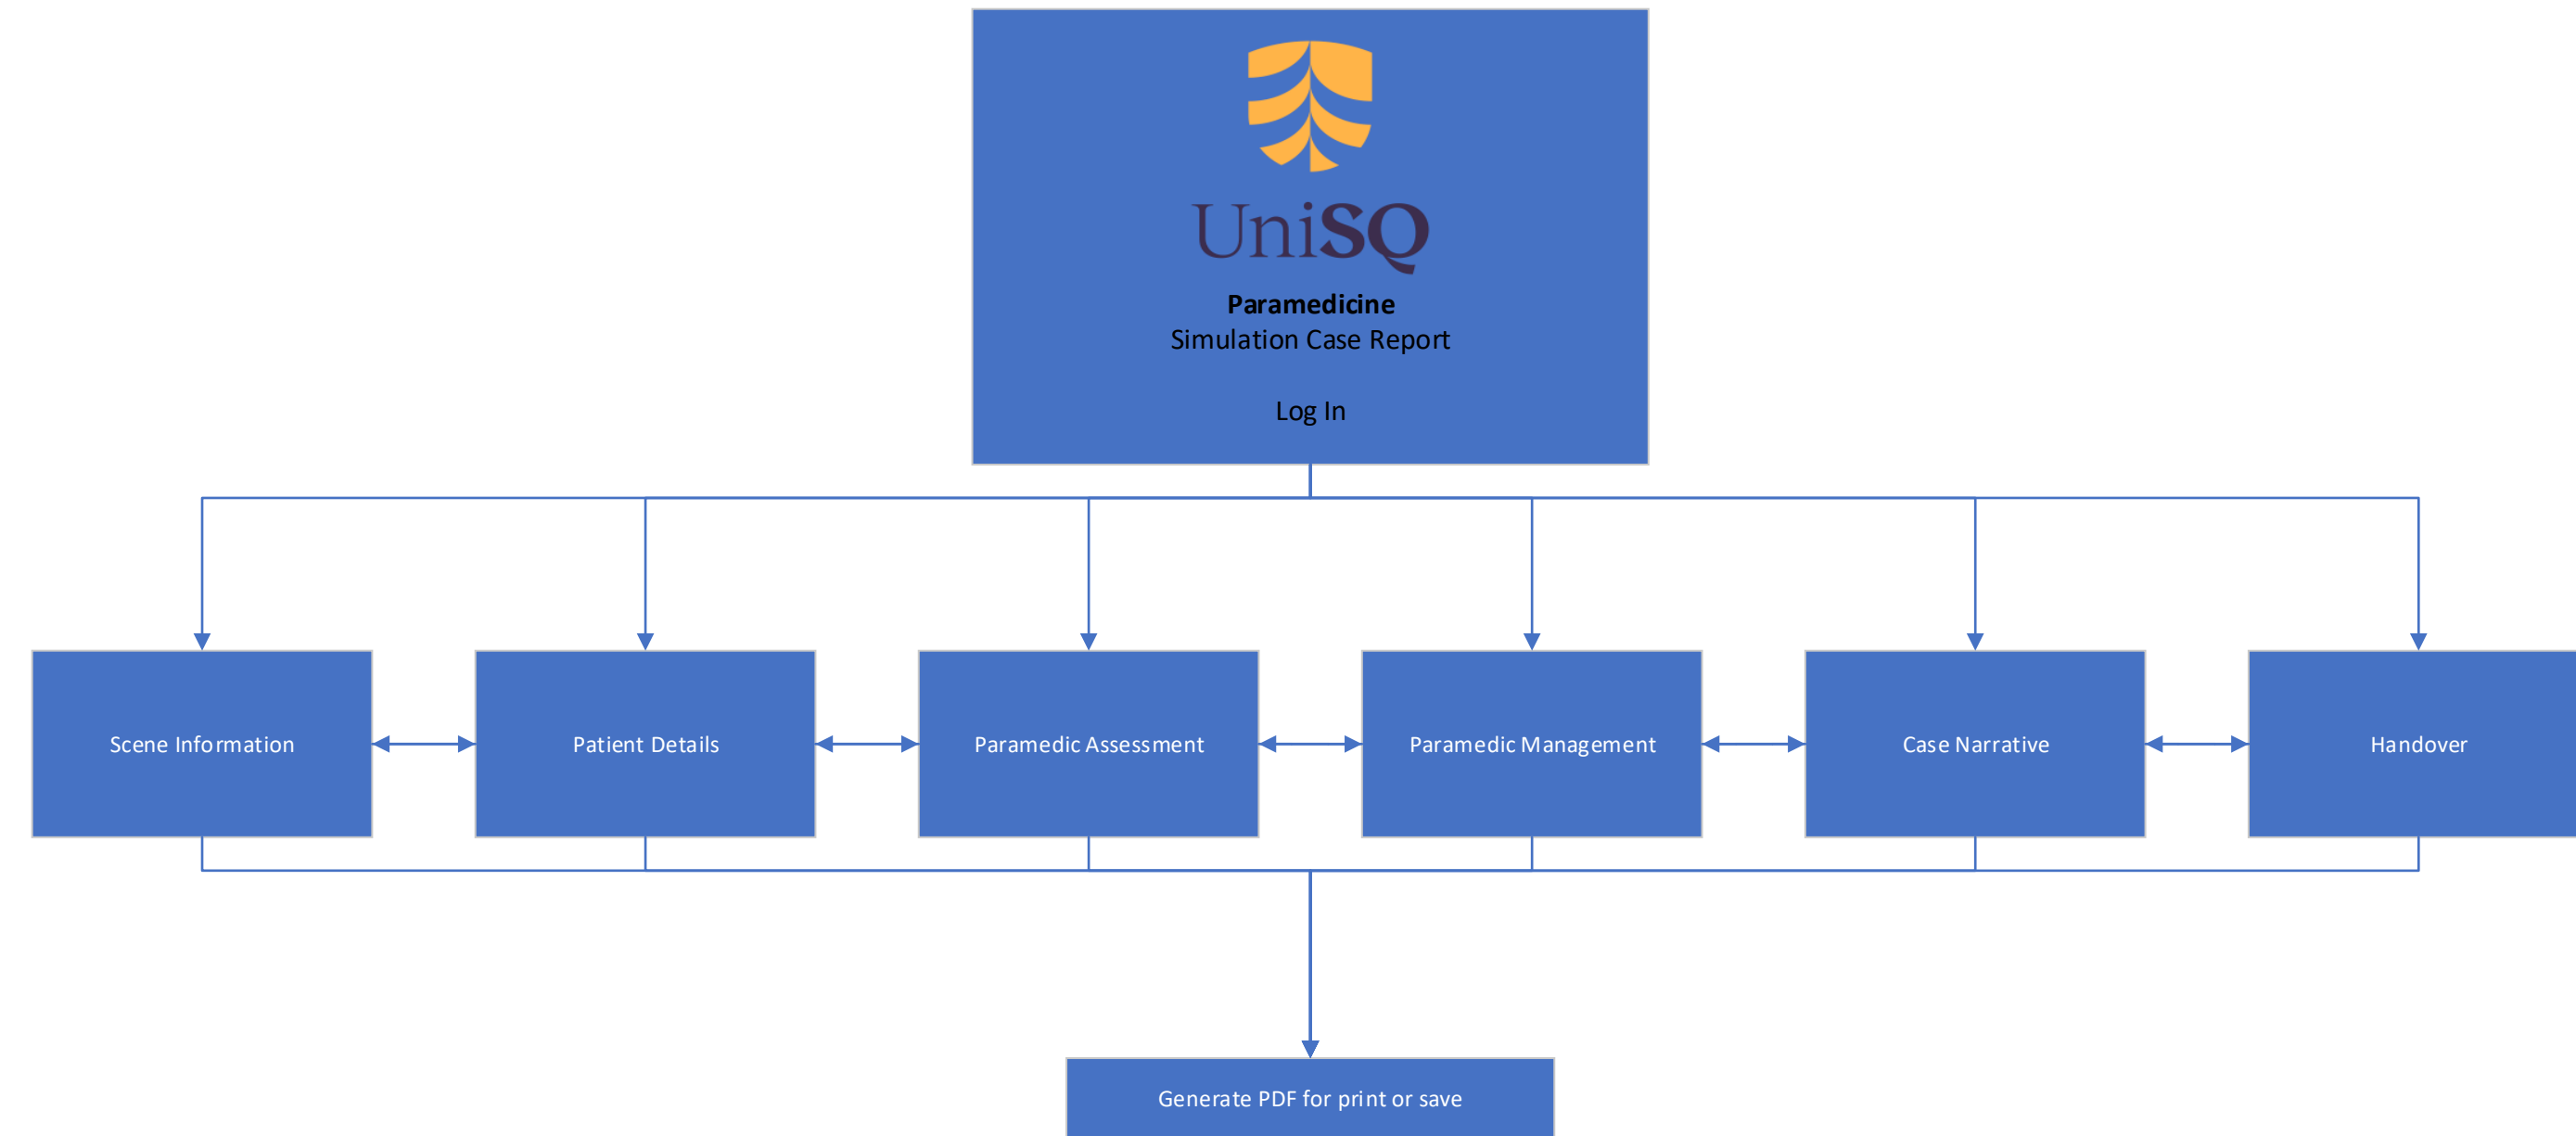 UniSQ
Paramedicine
Simulation Case Report
Log In
Scene Information
Patient Details
Paramedic Assessment
Paramedic Management
Case Narrative
Handover
Generate PDF for print or save